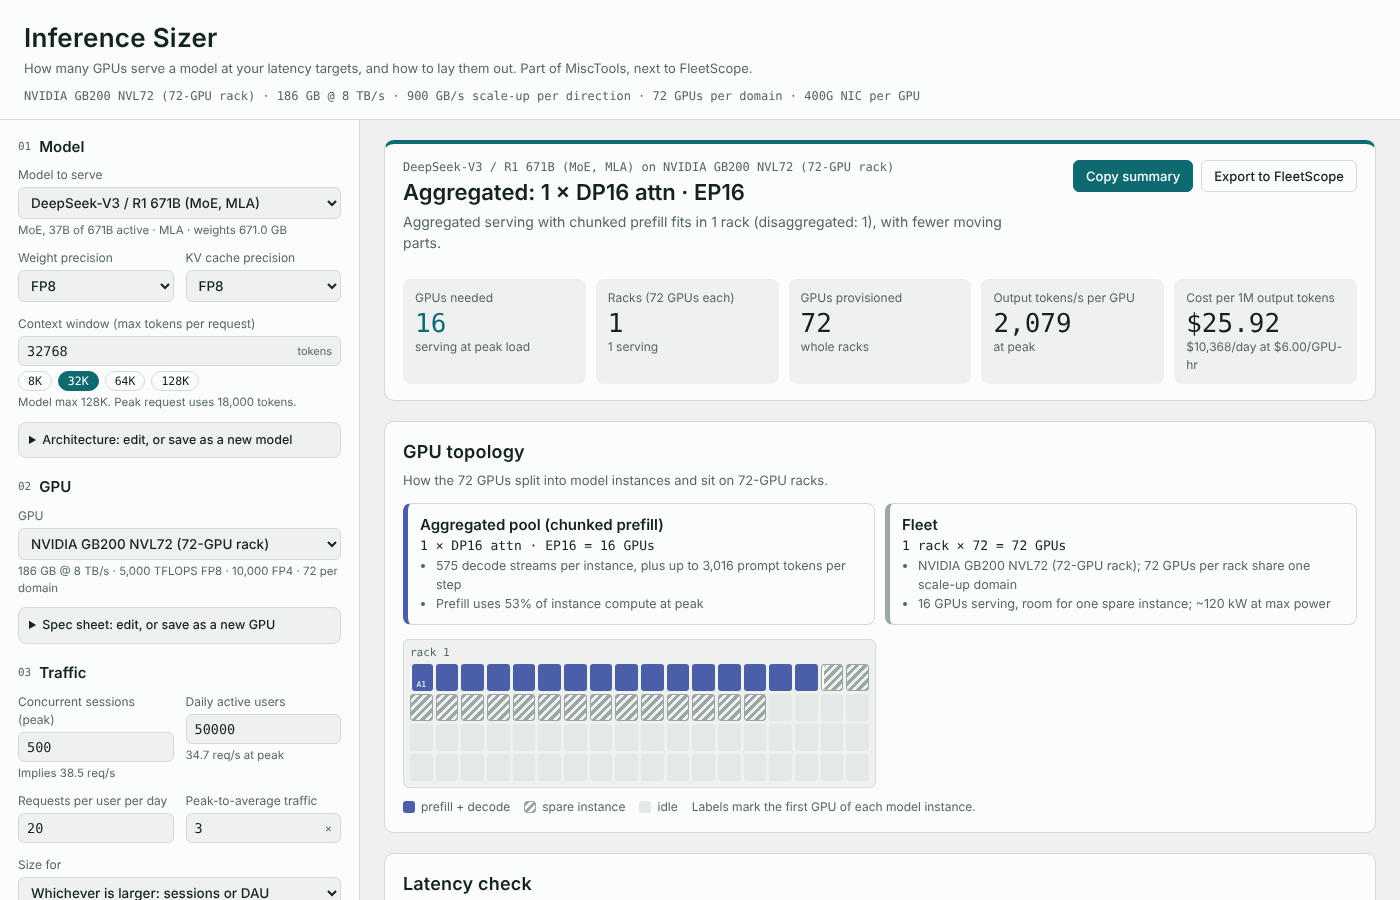 Inference Sizer
How many GPUs serve a model at your latency targets, and how to lay them out. Part of MiscTools, next to FleetScope.
NVIDIA GB200 NVL72 (72-GPU rack) · 186 GB @ 8 TB/s · 900 GB/s scale-up per direction · 72 GPUs per domain · 400G NIC per GPU
01 Model
Model to serve
DeepSeek-V3 / R1 671B (MoE, MLA)
MoE, 37B of 671B active · MLA · weights 671.0 GB
Weight precision
KV cache precision
FP8
FP8
Context window (max tokens per request)
32768 tokens
8K 32K 64K 128K
Model max 128K. Peak request uses 18,000 tokens.
Architecture: edit, or save as a new model
02 GPU
GPU
NVIDIA GB200 NVL72 (72-GPU rack)
186 GB @ 8 TB/s · 5,000 TFLOPS FP8 · 10,000 FP4 · 72 per
domain
Spec sheet: edit, or save as a new GPU
03 Traffic
Concurrent sessions
(peak)
500
Implies 38.5 req/s
Daily active users
50000
34.7 req/s at peak
Requests per user per day
20
Peak-to-average traffic
3 ×
Size for
Whichever is larger: sessions or DAU
DeepSeek-V3 / R1 671B (MoE, MLA) on NVIDIA GB200 NVL72 (72-GPU rack)
Aggregated: 1 × DP16 attn · EP16
Aggregated serving with chunked prefill fits in 1 rack (disaggregated: 1), with fewer moving
parts.
Copy summary
Export to FleetScope
GPUs needed
16
serving at peak load
Racks (72 GPUs each)
1
1 serving
GPUs provisioned
72
whole racks
Output tokens/s per GPU
2,079
at peak
Cost per 1M output tokens
$25.92
$10,368/day at $6.00/GPU-
hr
GPU topology
How the 72 GPUs split into model instances and sit on 72-GPU racks.
Aggregated pool (chunked prefill)
1 × DP16 attn · EP16 = 16 GPUs
• 575 decode streams per instance, plus up to 3,016 prompt tokens per
step
• Prefill uses 53% of instance compute at peak
Fleet
1 rack × 72 = 72 GPUs
• NVIDIA GB200 NVL72 (72-GPU rack); 72 GPUs per rack share one
scale-up domain
• 16 GPUs serving, room for one spare instance; ~120 kW at max power
rack 1
A1
prefill + decode spare instance idle Labels mark the first GPU of each model instance.
Latency check